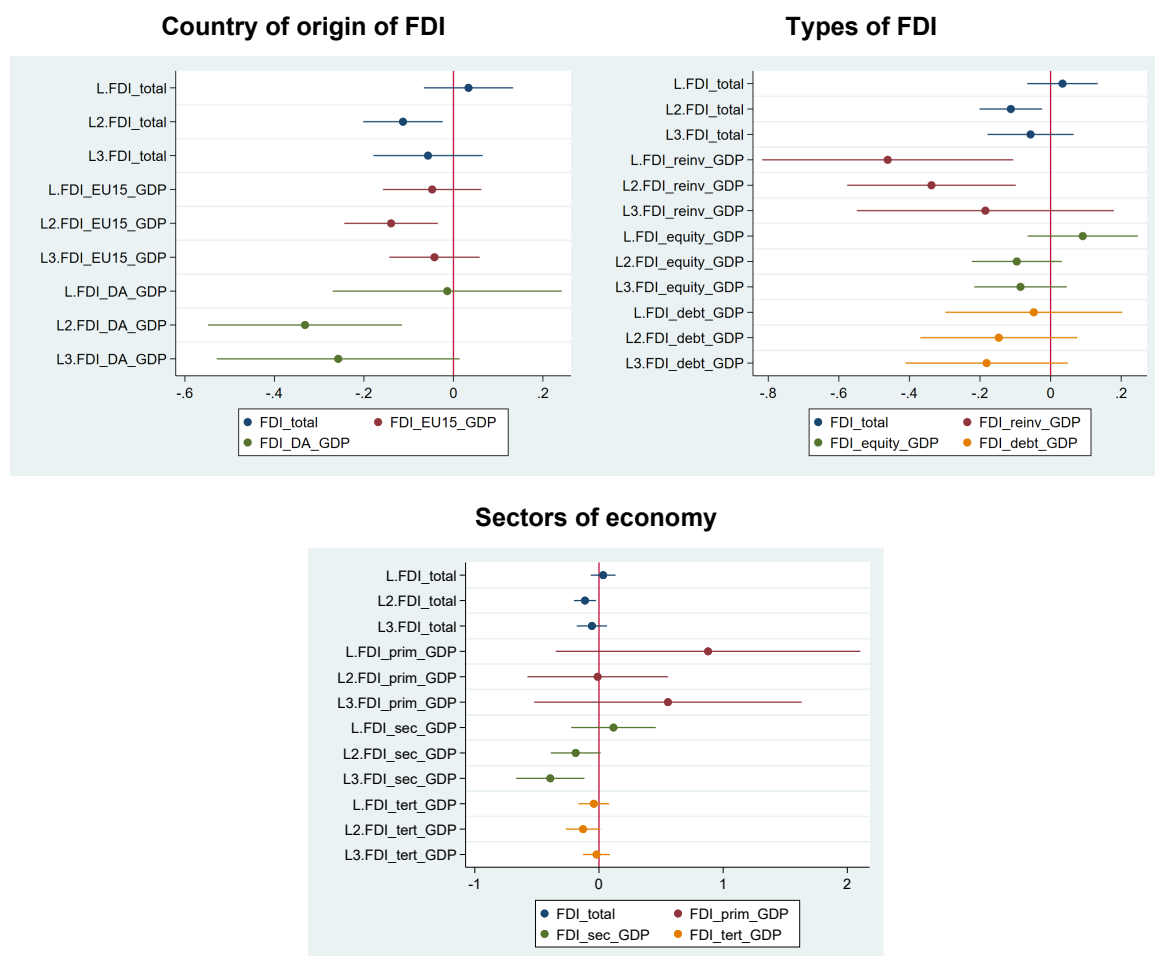 Country of origin of FDI
L.FDI_total
L2.FDI_total
L3.FDI_total
L.FDI_EU15_GDP
L2.FDI_EU15_GDP
L3.FDI_EU15_GDP
L.FDI_DA_GDP
L2.FDI_DA_GDP
L3.FDI_DA_GDP
-.6 -.4 -.2 0 .2
FDI_total FDI_EU15_GDP
FDI_DA_GDP
Types of FDI
L.FDI_total
L2.FDI_total
L3.FDI_total
L.FDI_reinv_GDP
L2.FDI_reinv_GDP
L3.FDI_reinv_GDP
L.FDI_equity_GDP
L2.FDI_equity_GDP
L3.FDI_equity_GDP
L.FDI_debt_GDP
L2.FDI_debt_GDP
L3.FDI_debt_GDP
-.8 -.6 -.4 -.2 0 .2
FDI_total FDI_reinv_GDP
FDI_equity_GDP FDI_debt_GDP
Sectors of economy
L.FDI_total
L2.FDI_total
L3.FDI_total
L.FDI_prim_GDP
L2.FDI_prim_GDP
L3.FDI_prim_GDP
L.FDI_sec_GDP
L2.FDI_sec_GDP
L3.FDI_sec_GDP
L.FDI_tert_GDP
L2.FDI_tert_GDP
L3.FDI_tert_GDP
-1 0 1 2
FDI_total FDI_prim_GDP
FDI_sec_GDP FDI_tert_GDP